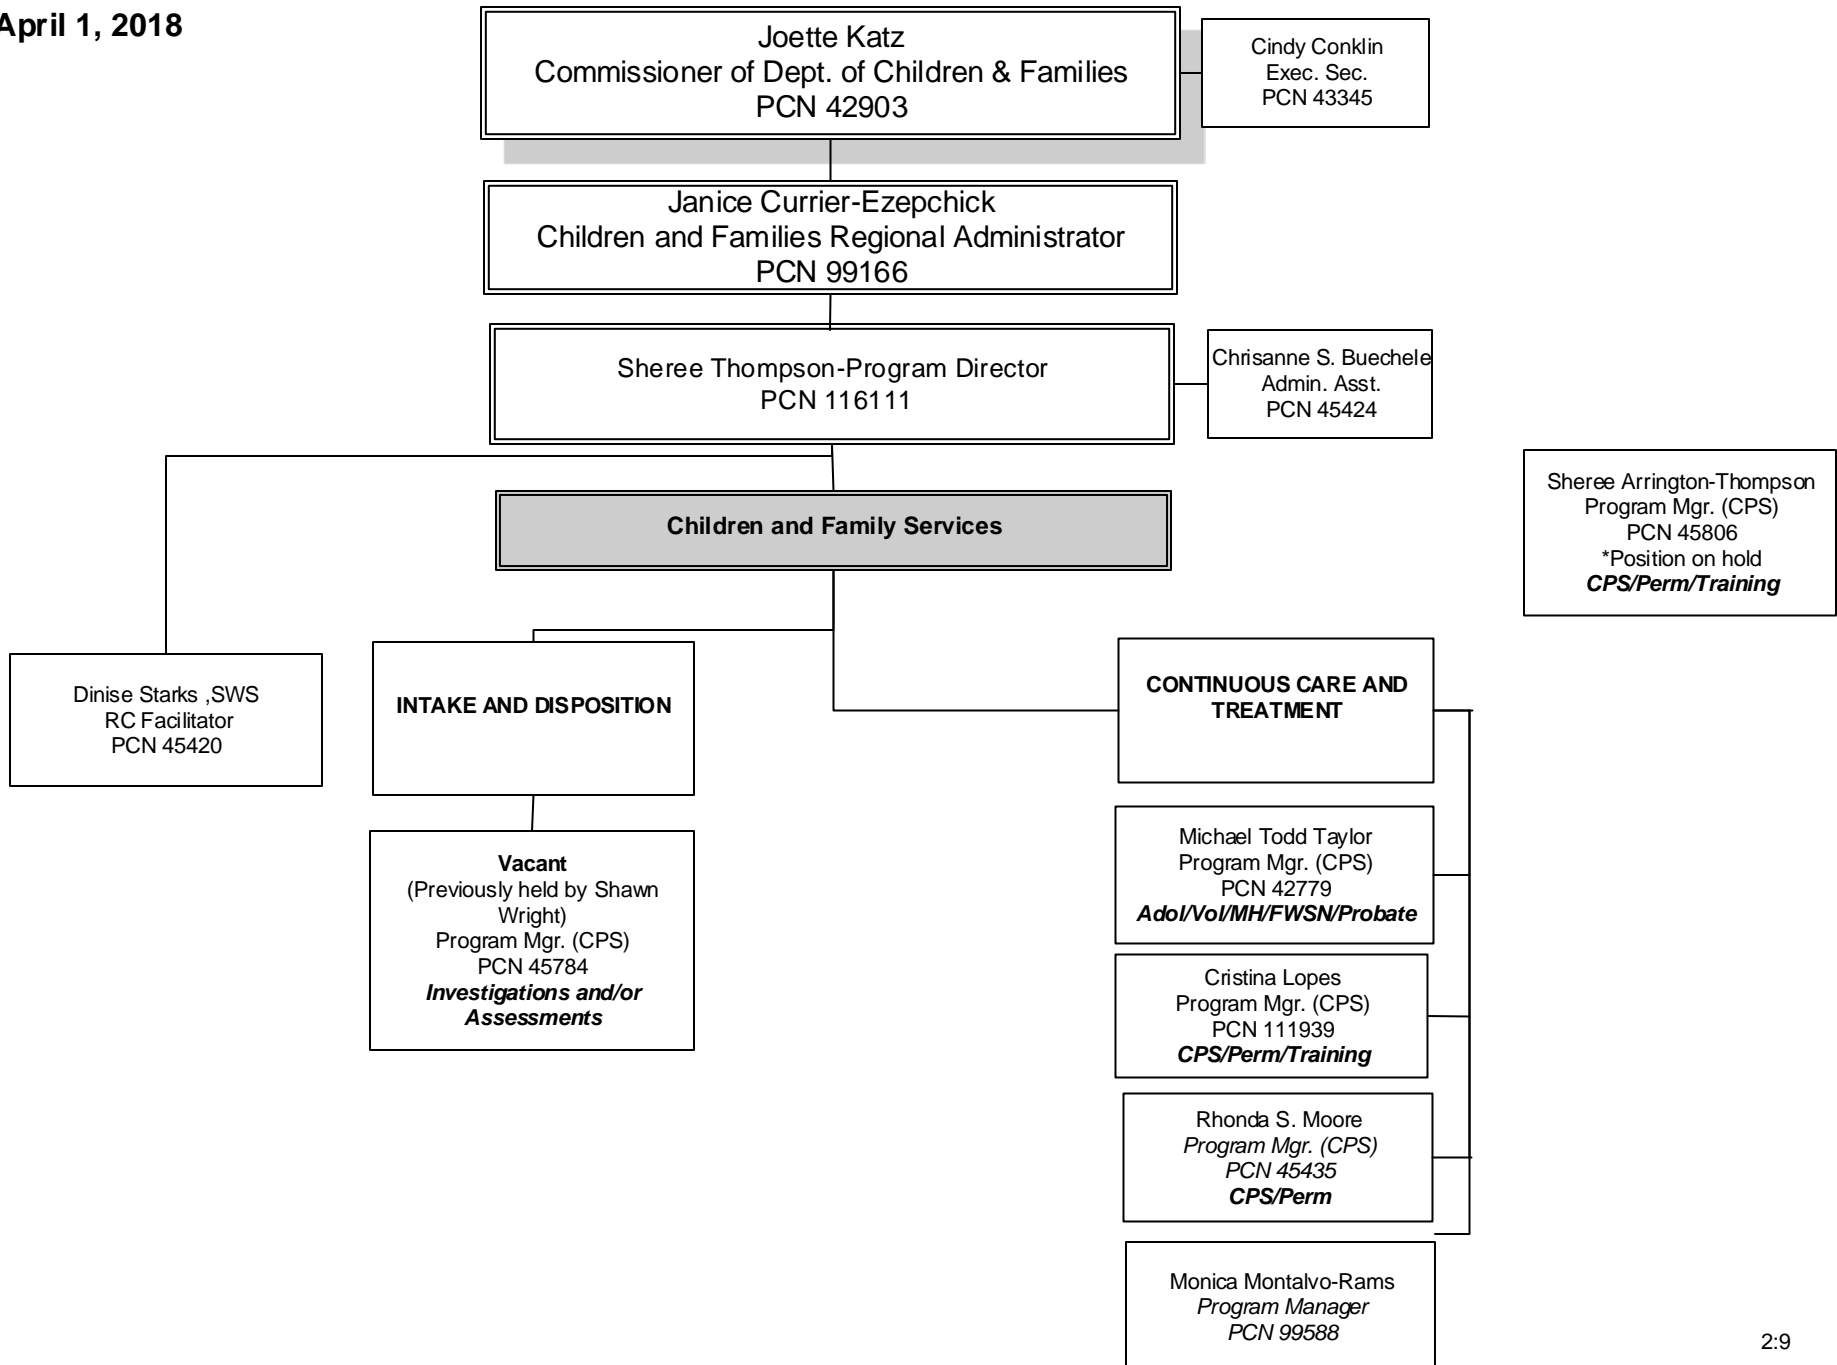 April 1, 2018
Joette Katz
Commissioner of Dept. of Children & Families
PCN 42903
Cindy Conklin
Exec. Sec.
PCN 43345
Janice Currier-Ezepchick
Children and Families Regional Administrator
PCN 99166
Sheree Thompson-Program Director
PCN 116111
Chrisanne S. Buechele
Admin. Asst.
PCN 45424
Sheree Arrington-Thompson
Program Mgr. (CPS)
PCN 45806
*Position on hold
CPS/Perm/Training
Children and Family Services
Dinise Starks ,SWS
RC Facilitator
PCN 45420
INTAKE AND DISPOSITION
Vacant
(Previously held by Shawn
Wright)
Program Mgr. (CPS)
PCN 45784
Investigations and/or
Assessments
CONTINUOUS CARE AND
TREATMENT
Michael Todd Taylor
Program Mgr. (CPS)
PCN 42779
Adol/Vol/MH/FWSN/Probate
Cristina Lopes
Program Mgr. (CPS)
PCN 111939
CPS/Perm/Training
Rhonda S. Moore
Program Mgr. (CPS)
PCN 45435
CPS/Perm
Monica Montalvo-Rams
Program Manager
PCN 99588
2:9